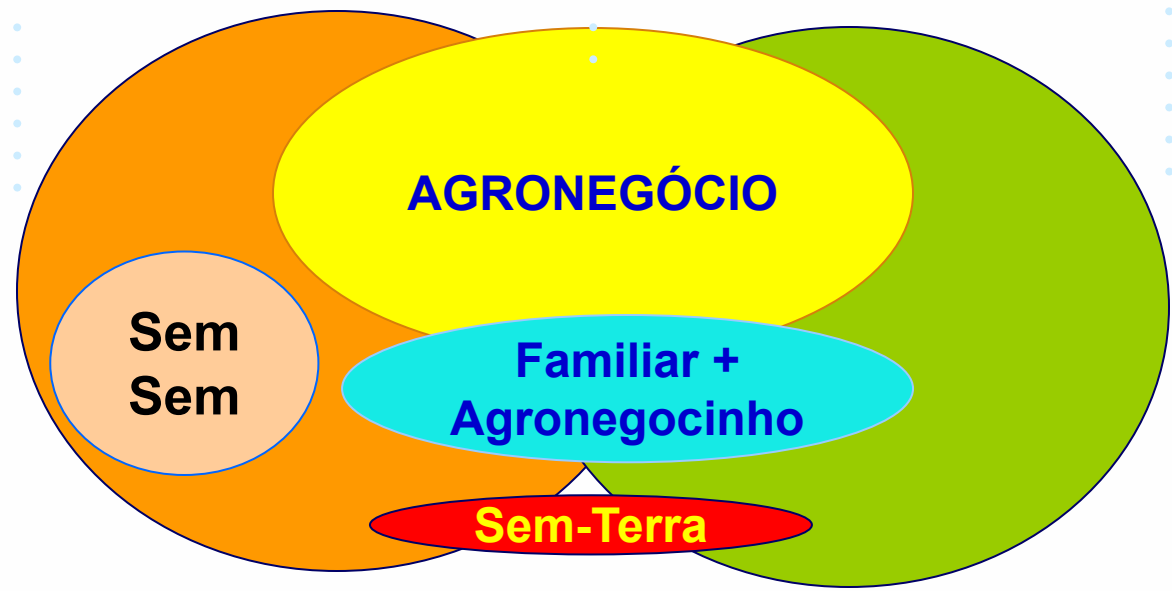 AGRONEGÓCIO
Sem
Sem
Familiar +
Agronegocinho
Sem-Terra